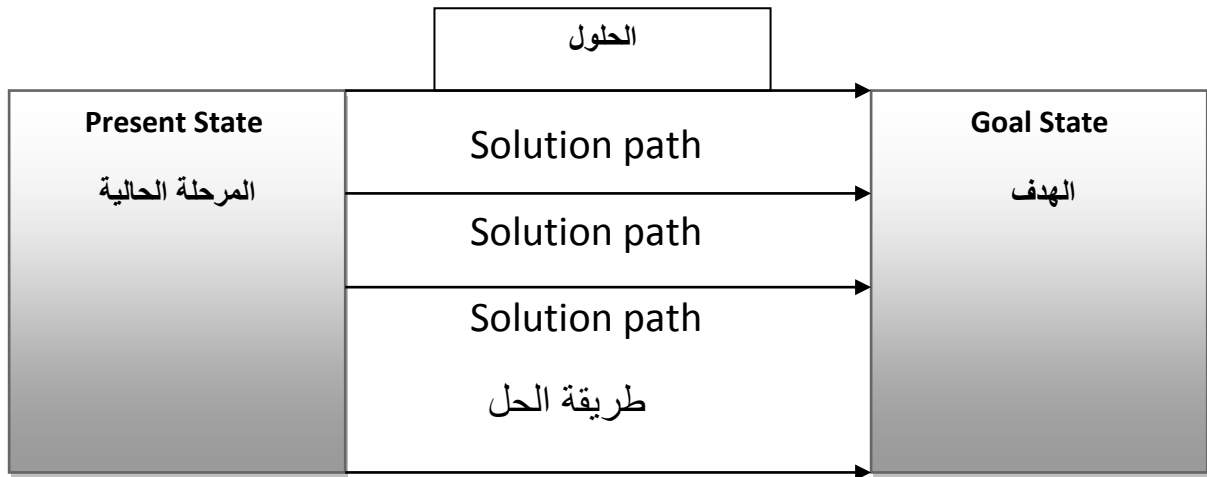 الحلول
Present State
المرحلة الحالية
Solution path
Solution path
Solution path
طريقة الحل
Goal State
الهدف